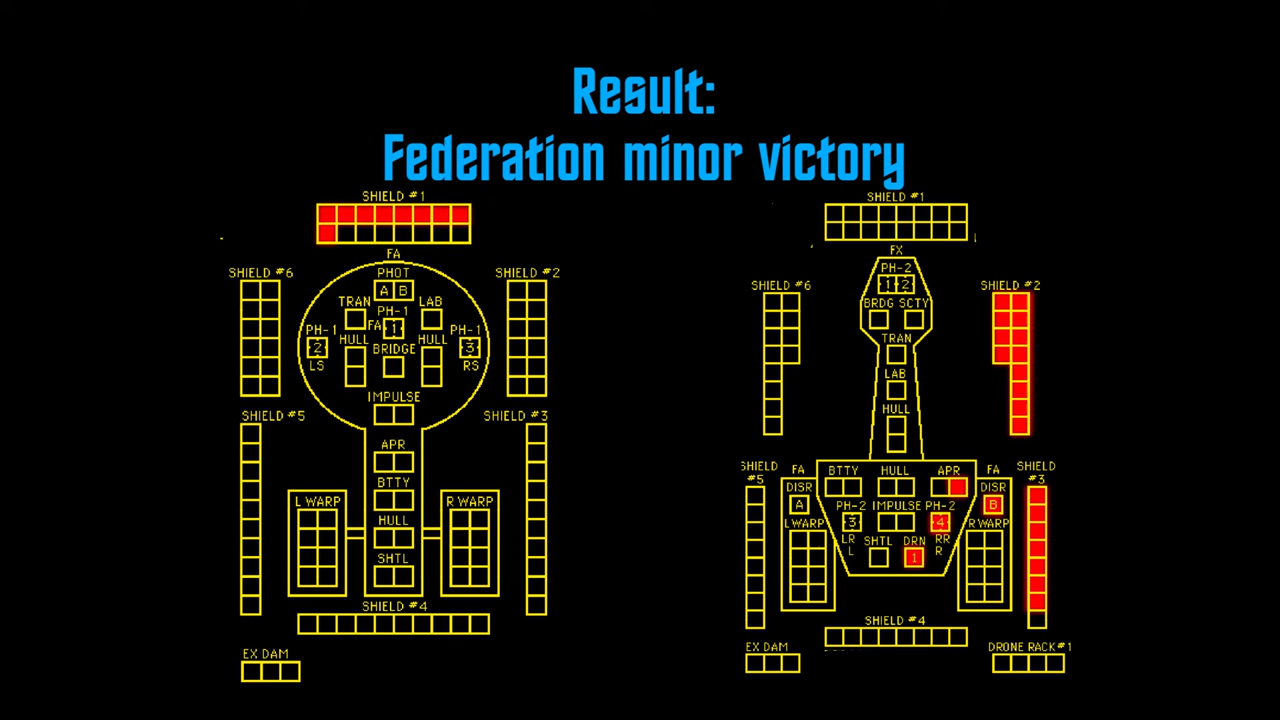 Result:
Federation minor victory
SHIELD #1
FA
PHOT
A B
SHIELD #6
SHIELD #2
TRAN
LAB
PH-1
FA
1
PH-1
2
LS
HULL
HULL
PH-1
3
RS
BRIDGE
IMPULSE
SHIELD #5
SHIELD #3
APR
BTTY
L WARP
R WARP
HULL
SHTL
SHIELD #4
EX DAM
SHIELD #1
FX
PH-2
1 2
SHIELD #6
SHIELD #2
BRDG SCTY
TRAN
LAB
HULL
SHIELD
#5
SHIELD
#3
FA
BTTY
HULL
APR
FA
DISR
A
DISR
B
PH-2
3
LR
L
IMPULSE
PH-2
4
RR
R
L WARP
R WARP
SHTL
DRN
1
SHIELD #4
EX DAM
DRONE RACK #1